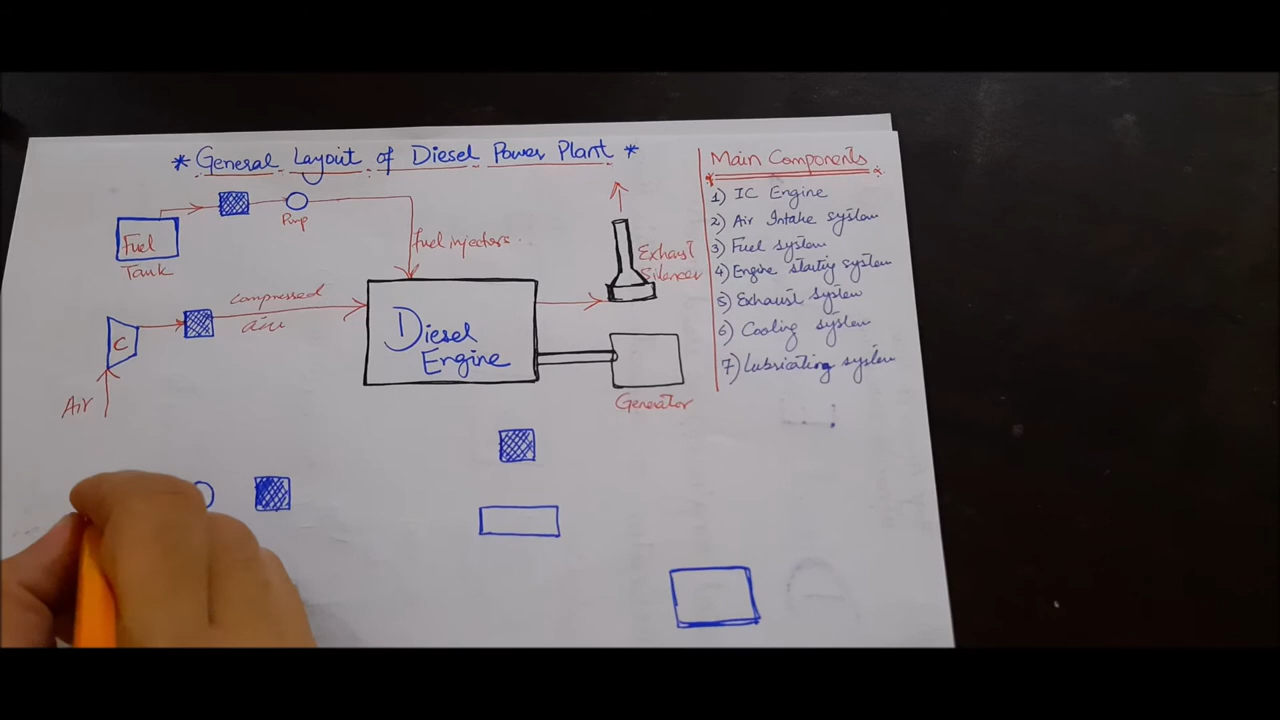 * General Layout of Diesel Power Plant *
Fuel
Tank
Pump
fuel injectors.
compressed
air
C
Air
Diesel
Engine
Exhaust
Silencer
Generator
Main Components
1) IC Engine
2) Air Intake system
3) Fuel system
4) Engine starting system
5) Exhaust system
6) Cooling system
7) Lubricating system